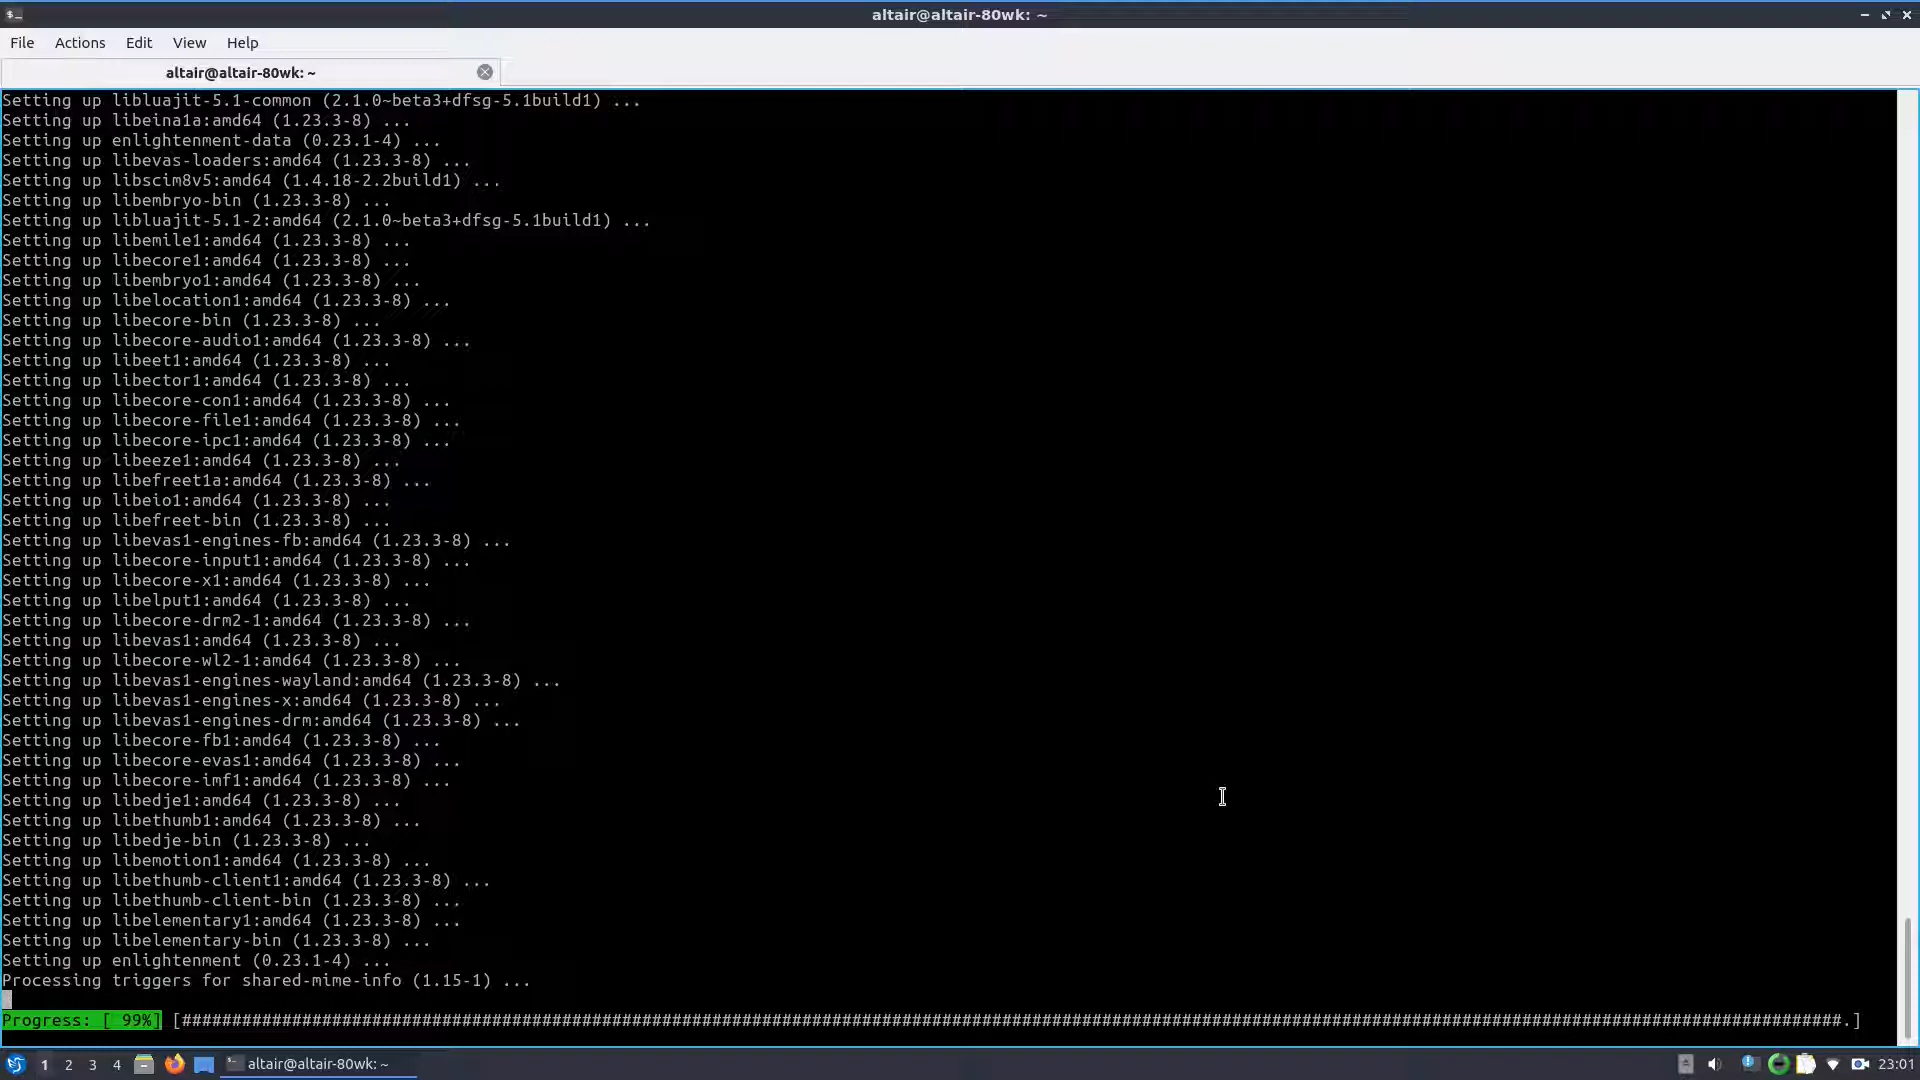 altair@altair-80wk: ~
File Actions Edit View Help
altair@altair-80wk: ~
Setting up libluajit-5.1-common (2.1.0~beta3+dfsg-5.1build1) ...
Setting up libeina1a:amd64 (1.23.3-8) ...
Setting up enlightenment-data (0.23.1-4) ...
Setting up libevas-loaders:amd64 (1.23.3-8) ...
Setting up libscim8v5:amd64 (1.4.18-2.2build1) ...
Setting up libembryo-bin (1.23.3-8) ...
Setting up libluajit-5.1-2:amd64 (2.1.0~beta3+dfsg-5.1build1) ...
Setting up libemile1:amd64 (1.23.3-8) ...
Setting up libecore1:amd64 (1.23.3-8) ...
Setting up libembryo1:amd64 (1.23.3-8) ...
Setting up libelocation1:amd64 (1.23.3-8) ...
Setting up libecore-bin (1.23.3-8) ...
Setting up libecore-audio1:amd64 (1.23.3-8) ...
Setting up libeet1:amd64 (1.23.3-8) ...
Setting up libector1:amd64 (1.23.3-8) ...
Setting up libecore-con1:amd64 (1.23.3-8) ...
Setting up libecore-file1:amd64 (1.23.3-8) ...
Setting up libecore-ipc1:amd64 (1.23.3-8) ...
Setting up libeeze1:amd64 (1.23.3-8) ...
Setting up libefreet1a:amd64 (1.23.3-8) ...
Setting up libeio1:amd64 (1.23.3-8) ...
Setting up libefreet-bin (1.23.3-8) ...
Setting up libevas1-engines-fb:amd64 (1.23.3-8) ...
Setting up libecore-input1:amd64 (1.23.3-8) ...
Setting up libecore-x1:amd64 (1.23.3-8) ...
Setting up libelput1:amd64 (1.23.3-8) ...
Setting up libecore-drm2-1:amd64 (1.23.3-8) ...
Setting up libevas1:amd64 (1.23.3-8) ...
Setting up libecore-wl2-1:amd64 (1.23.3-8) ...
Setting up libevas1-engines-wayland:amd64 (1.23.3-8) ...
Setting up libevas1-engines-x:amd64 (1.23.3-8) ...
Setting up libevas1-engines-drm:amd64 (1.23.3-8) ...
Setting up libecore-fb1:amd64 (1.23.3-8) ...
Setting up libecore-evas1:amd64 (1.23.3-8) ...
Setting up libecore-imf1:amd64 (1.23.3-8) ...
Setting up libedje1:amd64 (1.23.3-8) ...
Setting up libethumb1:amd64 (1.23.3-8) ...
Setting up libedje-bin (1.23.3-8) ...
Setting up libemotion1:amd64 (1.23.3-8) ...
Setting up libethumb-client1:amd64 (1.23.3-8) ...
Setting up libethumb-client-bin (1.23.3-8) ...
Setting up libelementary1:amd64 (1.23.3-8) ...
Setting up libelementary-bin (1.23.3-8) ...
Setting up enlightenment (0.23.1-4) ...
Processing triggers for shared-mime-info (1.15-1) ...
Progress: [ 99%] [######################################################################################################################################################################.]
1 2 3 4 altair@altair-80wk: ~ 23:01